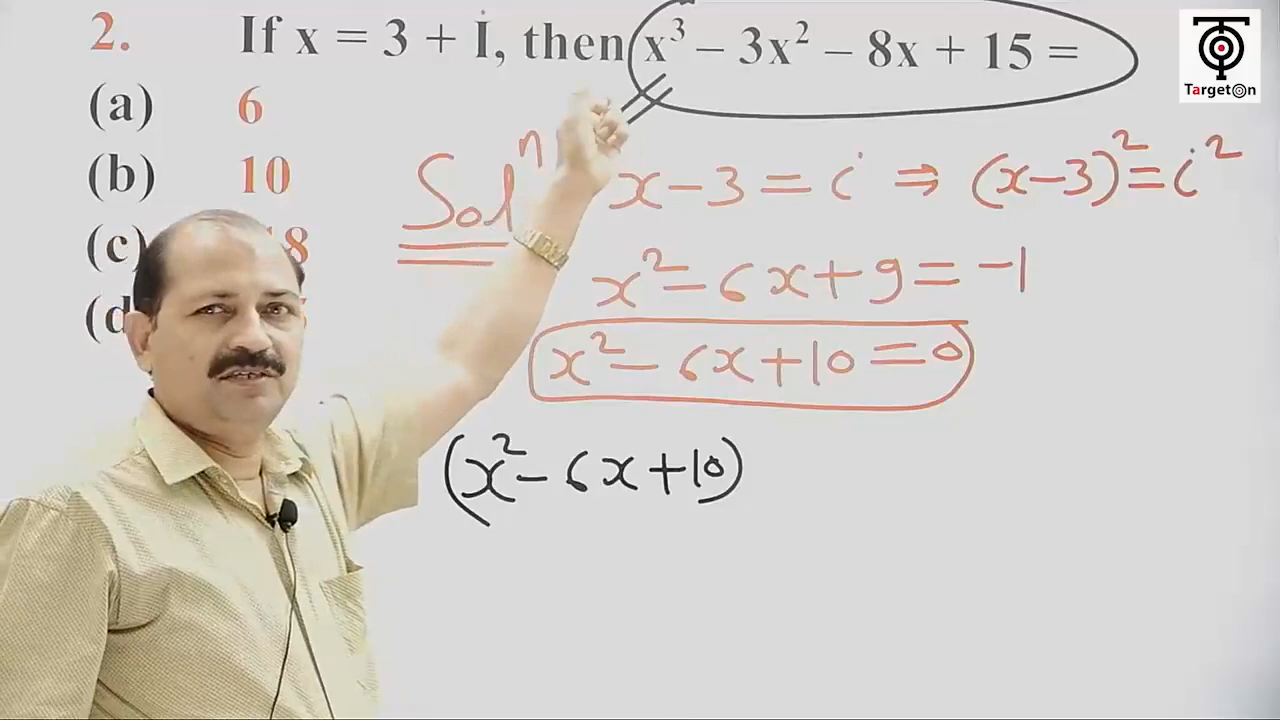 2. If x = 3 + i, then x³ – 3x² – 8x + 15 =
(a) 6
(b) 10
(c) 8
(d
Solⁿ x – 3 = i ⇒ (x–3)² = i²
x² – 6x + 9 = –1
x² – 6x + 10 = 0
(x² – 6x + 10)
TargetOn